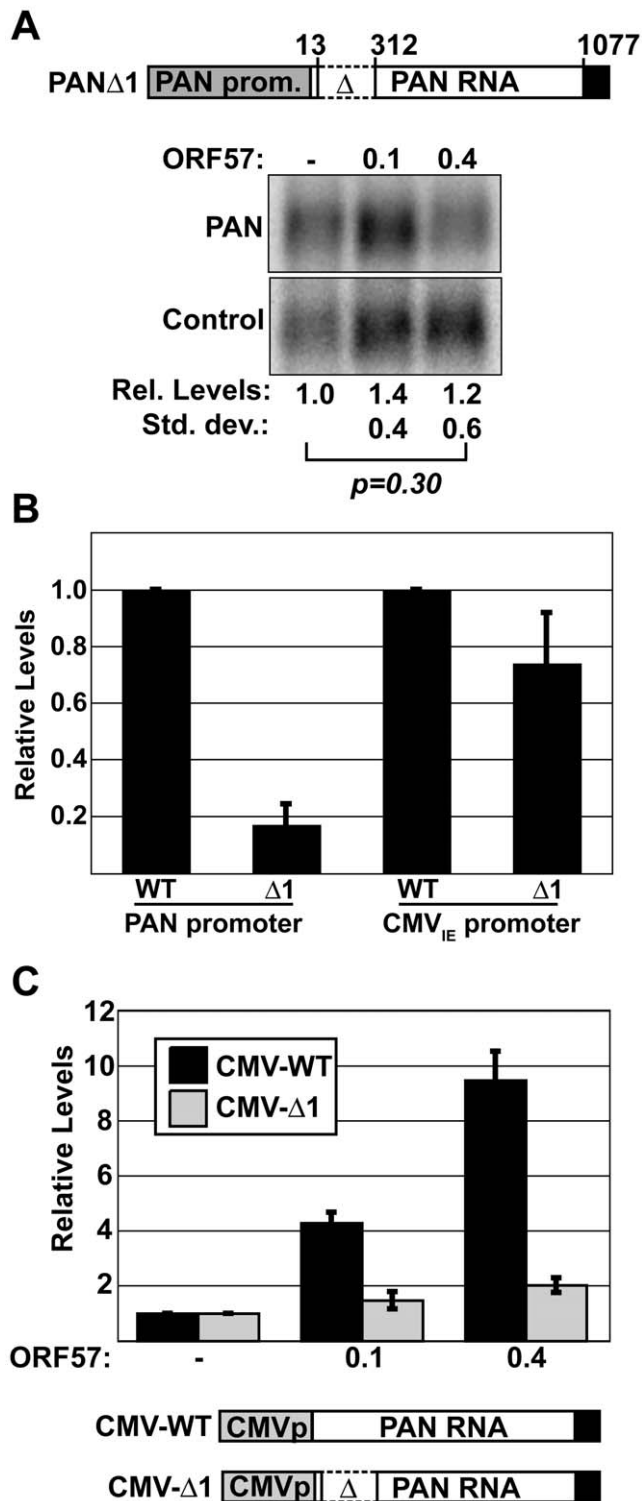 A
13 312 1077
PANΔ1 PAN prom. Δ PAN RNA
ORF57: - 0.1 0.4
PAN
Control
Rel. Levels: 1.0 1.4 1.2
Std. dev.: 0.4 0.6
p=0.30
B
Relative Levels
1.0
0.8
0.6
0.4
0.2
WT Δ1 WT Δ1
PAN promoter CMVIE promoter
C
Relative Levels
12
10
8
6
4
2
CMV-WT
CMV-Δ1
ORF57: - 0.1 0.4
CMV-WT CMVp PAN RNA
CMV-Δ1 CMVp Δ PAN RNA